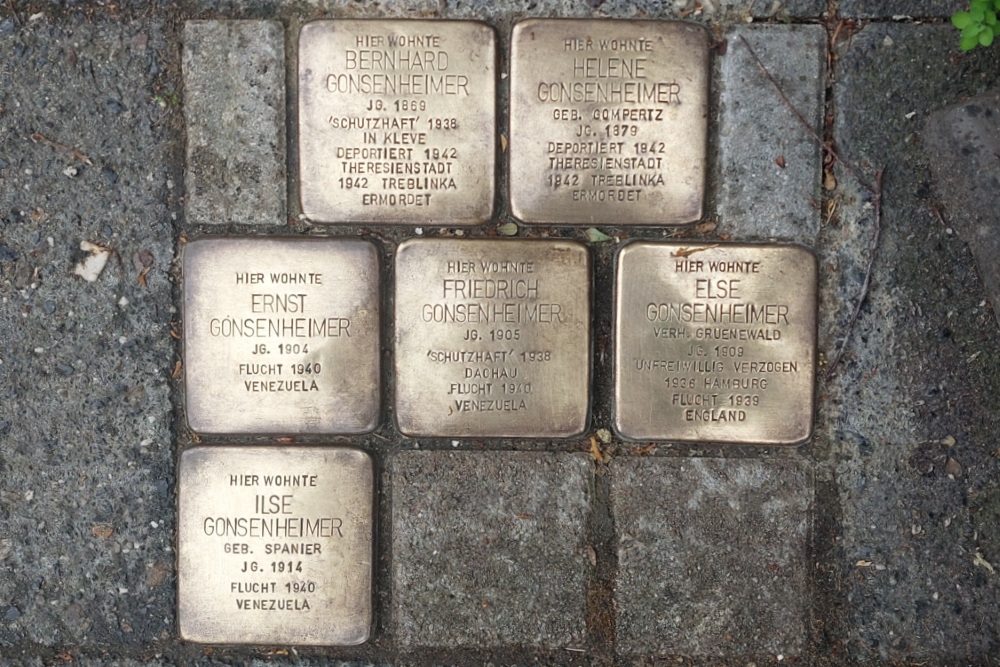 HIER WOHNTE
BERNHARD
GONSENHEIMER
JG. 1869
'SCHUTZHAFT' 1938
IN KLEVE
DEPORTIERT 1942
THERESIENSTADT
1942 TREBLINKA
ERMORDET
HIER WOHNTE
HELENE
GONSENHEIMER
GEB. GOMPERTZ
JG. 1879
DEPORTIERT 1942
THERESIENSTADT
1942 TREBLINKA
ERMORDET
HIER WOHNTE
ERNST
GONSENHEIMER
JG. 1904
FLUCHT 1940
VENEZUELA
HIER WOHNTE
FRIEDRICH
GONSENHEIMER
JG. 1905
'SCHUTZHAFT' 1938
DACHAU
FLUCHT 1940
VENEZUELA
HIER WOHNTE
ELSE
GONSENHEIMER
VERH. GRUENEWALD
JG. 1909
UNFREIWILLIG VERZOGEN
1936 HAMBURG
FLUCHT 1939
ENGLAND
HIER WOHNTE
ILSE
GONSENHEIMER
GEB. SPANIER
JG. 1914
FLUCHT 1940
VENEZUELA